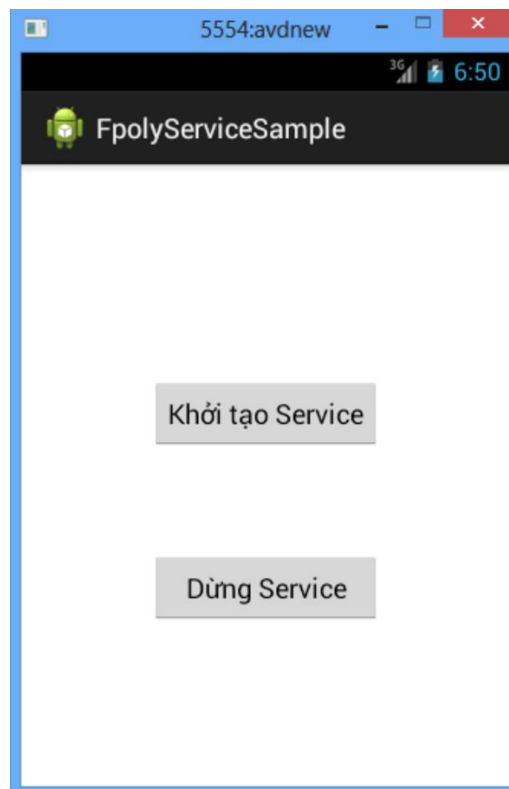 5554:avdnew
3G 6:50
FpolyServiceSample
Khởi tạo Service
Dừng Service